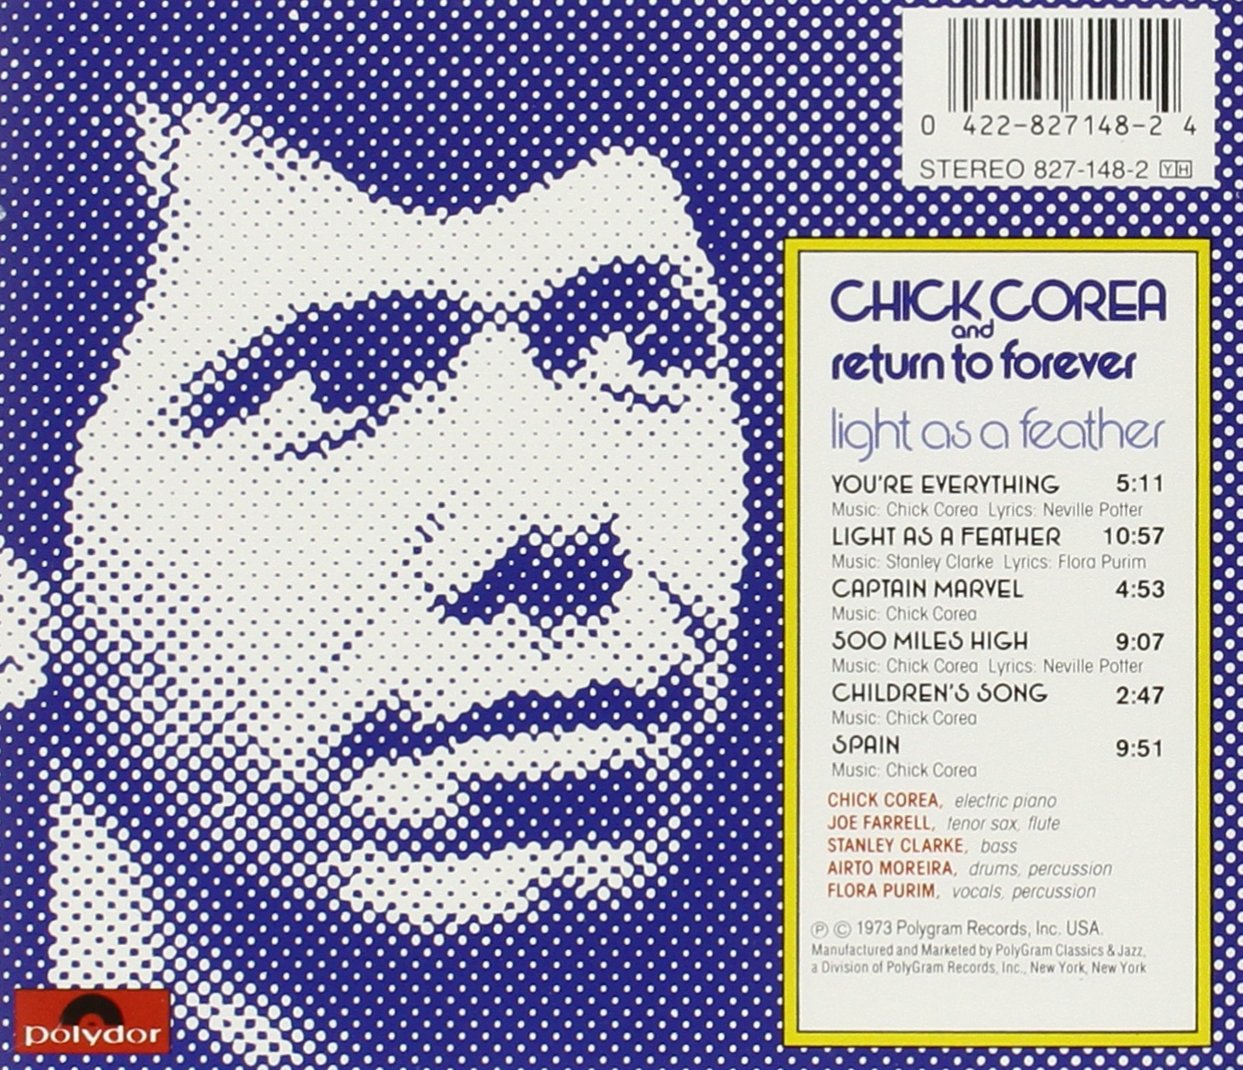 0 422-827148-2 4
STEREO 827-148-2 YH
CHICK COREA
and
return to forever
light as a feather
YOU'RE EVERYTHING 5:11
Music: Chick Corea Lyrics: Neville Potter
LIGHT AS A FEATHER 10:57
Music: Stanley Clarke Lyrics: Flora Purim
CAPTAIN MARVEL 4:53
Music: Chick Corea
500 MILES HIGH 9:07
Music: Chick Corea Lyrics: Neville Potter
CHILDREN'S SONG 2:47
Music: Chick Corea
SPAIN 9:51
Music: Chick Corea
CHICK COREA, electric piano
JOE FARRELL, tenor sax, flute
STANLEY CLARKE, bass
AIRTO MOREIRA, drums, percussion
FLORA PURIM, vocals, percussion
℗ © 1973 Polygram Records, Inc. USA.
Manufactured and Marketed by PolyGram Classics & Jazz,
a Division of PolyGram Records, Inc., New York, New York
polydor